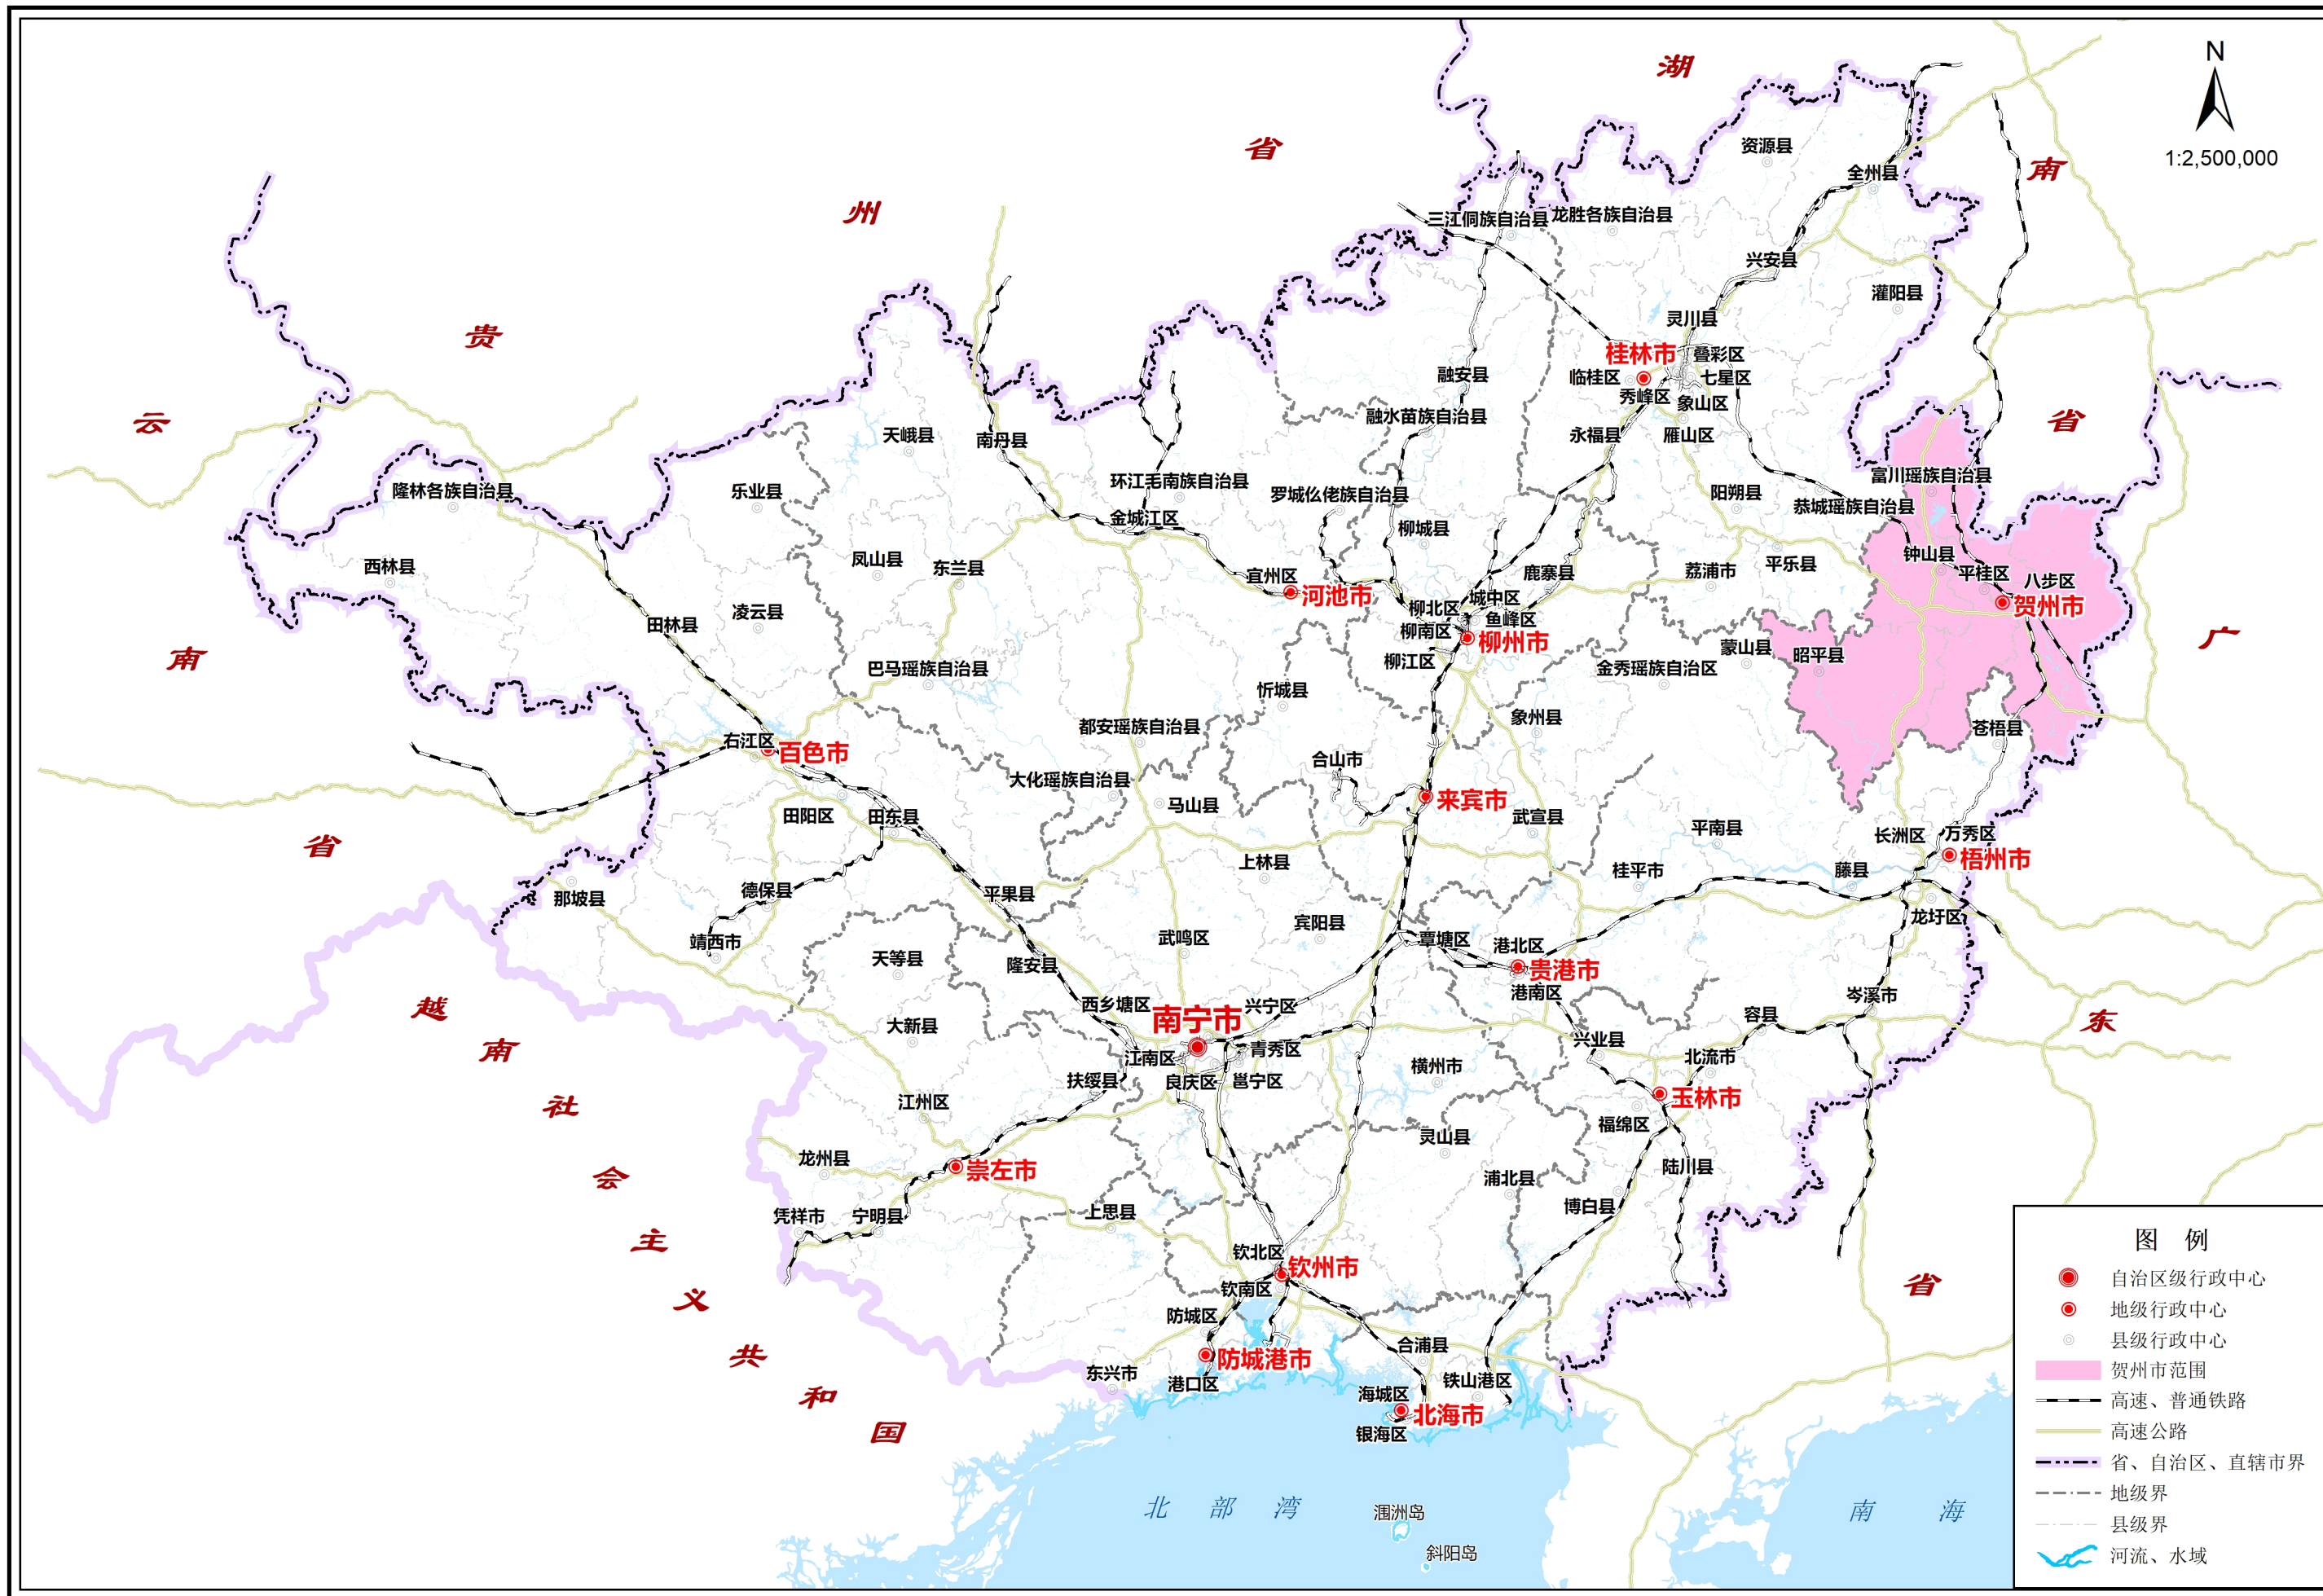 N
1:2,500,000
湖
南
省
贵
州
省
云
南
省
广
东
省
越
南
社
会
主
义
共
和
国
资源县
全州县
三江侗族自治县
龙胜各族自治县
兴安县
灌阳县
灵川县
桂林市
叠彩区
临桂区
七星区
秀峰区
象山区
融安县
融水苗族自治县
永福县
雁山区
天峨县
南丹县
富川瑶族自治县
环江毛南族自治县
罗城仫佬族自治县
隆林各族自治县
乐业县
阳朔县
恭城瑶族自治县
金城江区
柳城县
西林县
凤山县
东兰县
宜州区
河池市
鹿寨县
荔浦市
平乐县
钟山县
平桂区
八步区
贺州市
凌云县
田林县
柳北区
城中区
鱼峰区
柳南区
柳州市
柳江区
巴马瑶族自治县
忻城县
金秀瑶族自治区
蒙山县
昭平县
都安瑶族自治县
象州县
苍梧县
右江区
百色市
大化瑶族自治县
合山市
马山县
来宾市
田阳区
田东县
武宣县
平南县
长洲区
万秀区
梧州市
上林县
桂平市
藤县
那坡县
德保县
平果县
龙圩区
靖西市
武鸣区
宾阳县
覃塘区
港北区
天等县
隆安县
贵港市
港南区
西乡塘区
兴宁区
岑溪市
南宁市
大新县
容县
兴业县
北流市
江南区
青秀区
横州市
扶绥县
良庆区
邕宁区
江州区
玉林市
福绵区
灵山县
龙州县
崇左市
陆川县
浦北县
博白县
凭祥市
宁明县
上思县
钦北区
钦州市
钦南区
防城区
合浦县
防城港市
东兴市
港口区
海城区
铁山港区
北海市
银海区
北部湾
涠洲岛
斜阳岛
南海
图 例
自治区级行政中心
地级行政中心
县级行政中心
贺州市范围
高速、普通铁路
高速公路
省、自治区、直辖市界
地级界
县级界
河流、水域